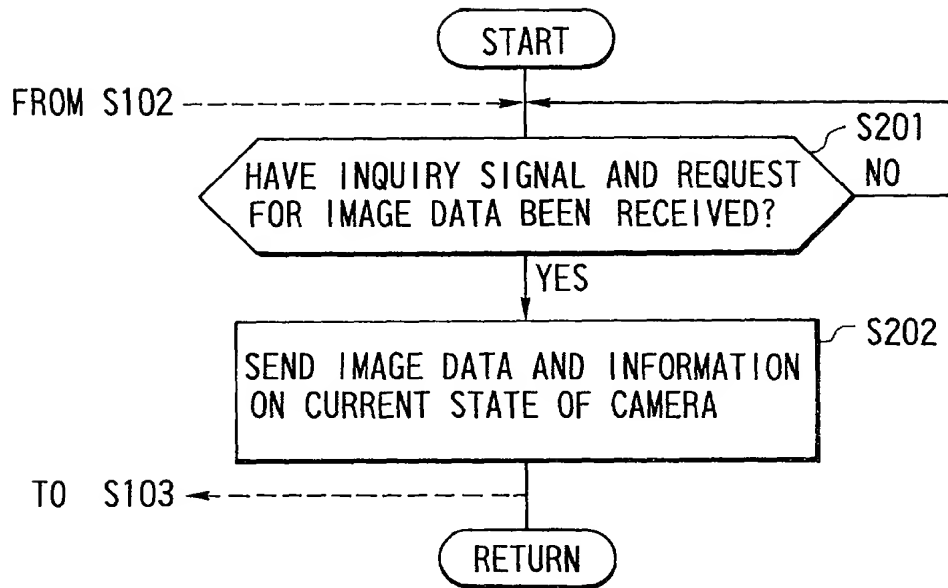 START
FROM S102
S201
HAVE INQUIRY SIGNAL AND REQUEST
NO
FOR IMAGE DATA BEEN RECEIVED?
YES
S202
SEND IMAGE DATA AND INFORMATION
ON CURRENT STATE OF CAMERA
TO S103
RETURN